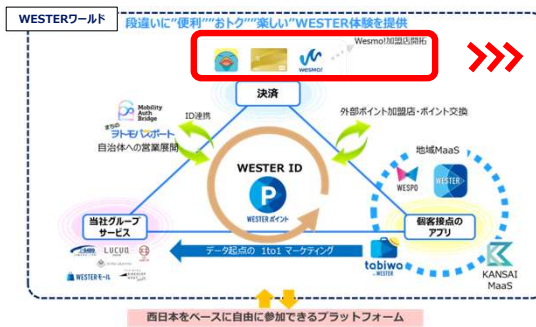 WESTERワールド
段違いに"便利""おトク""楽しい"WESTER体験を提供
Wesmo!加盟店開拓
WESMO!
決済
Mobility
Auth
Bridge
ID連携
まちの
ヲトモパスポート
自治体への営業展開
外部ポイント加盟店・ポイント交換
地域MaaS
WESTER ID
P
WESTERポイント
WESPO
WESTER
当社グループ
サービス
個客接点の
アプリ
LUCUA
データ起点の 1to1 マーケティング
WESTERモール
tabiwa
by WESTER
KANSAI
MaaS
西日本をベースに自由に参加できるプラットフォーム